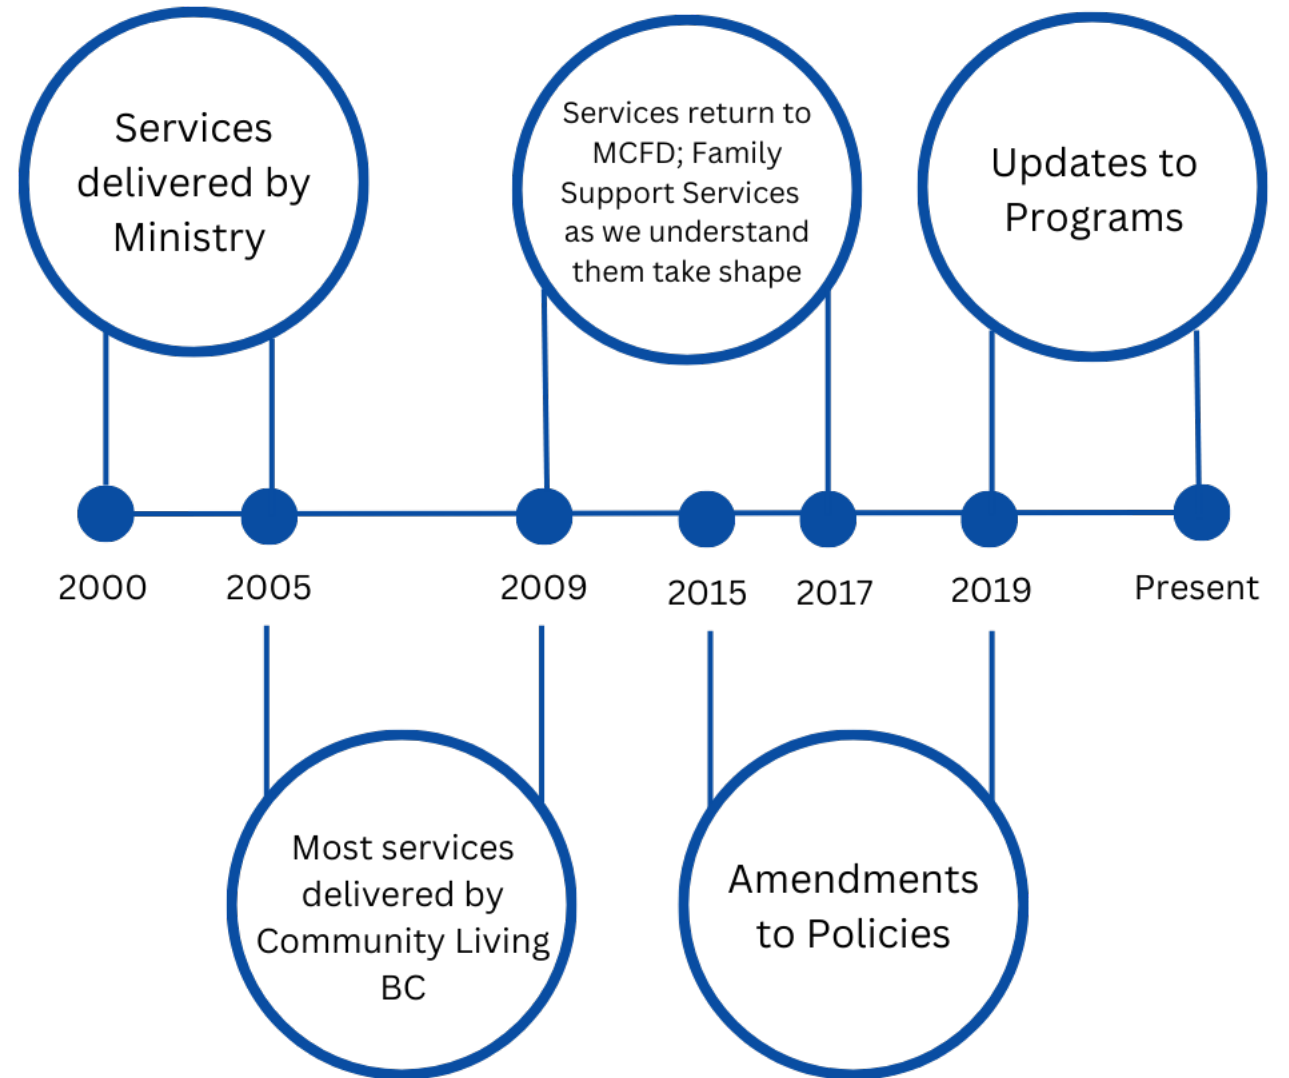 Services
delivered by
Ministry
Services return to
MCFD; Family
Support Services
as we understand
them take shape
Updates to
Programs
2000
2005
2009
2015
2017
2019
Present
Most services
delivered by
Community Living
BC
Amendments
to Policies